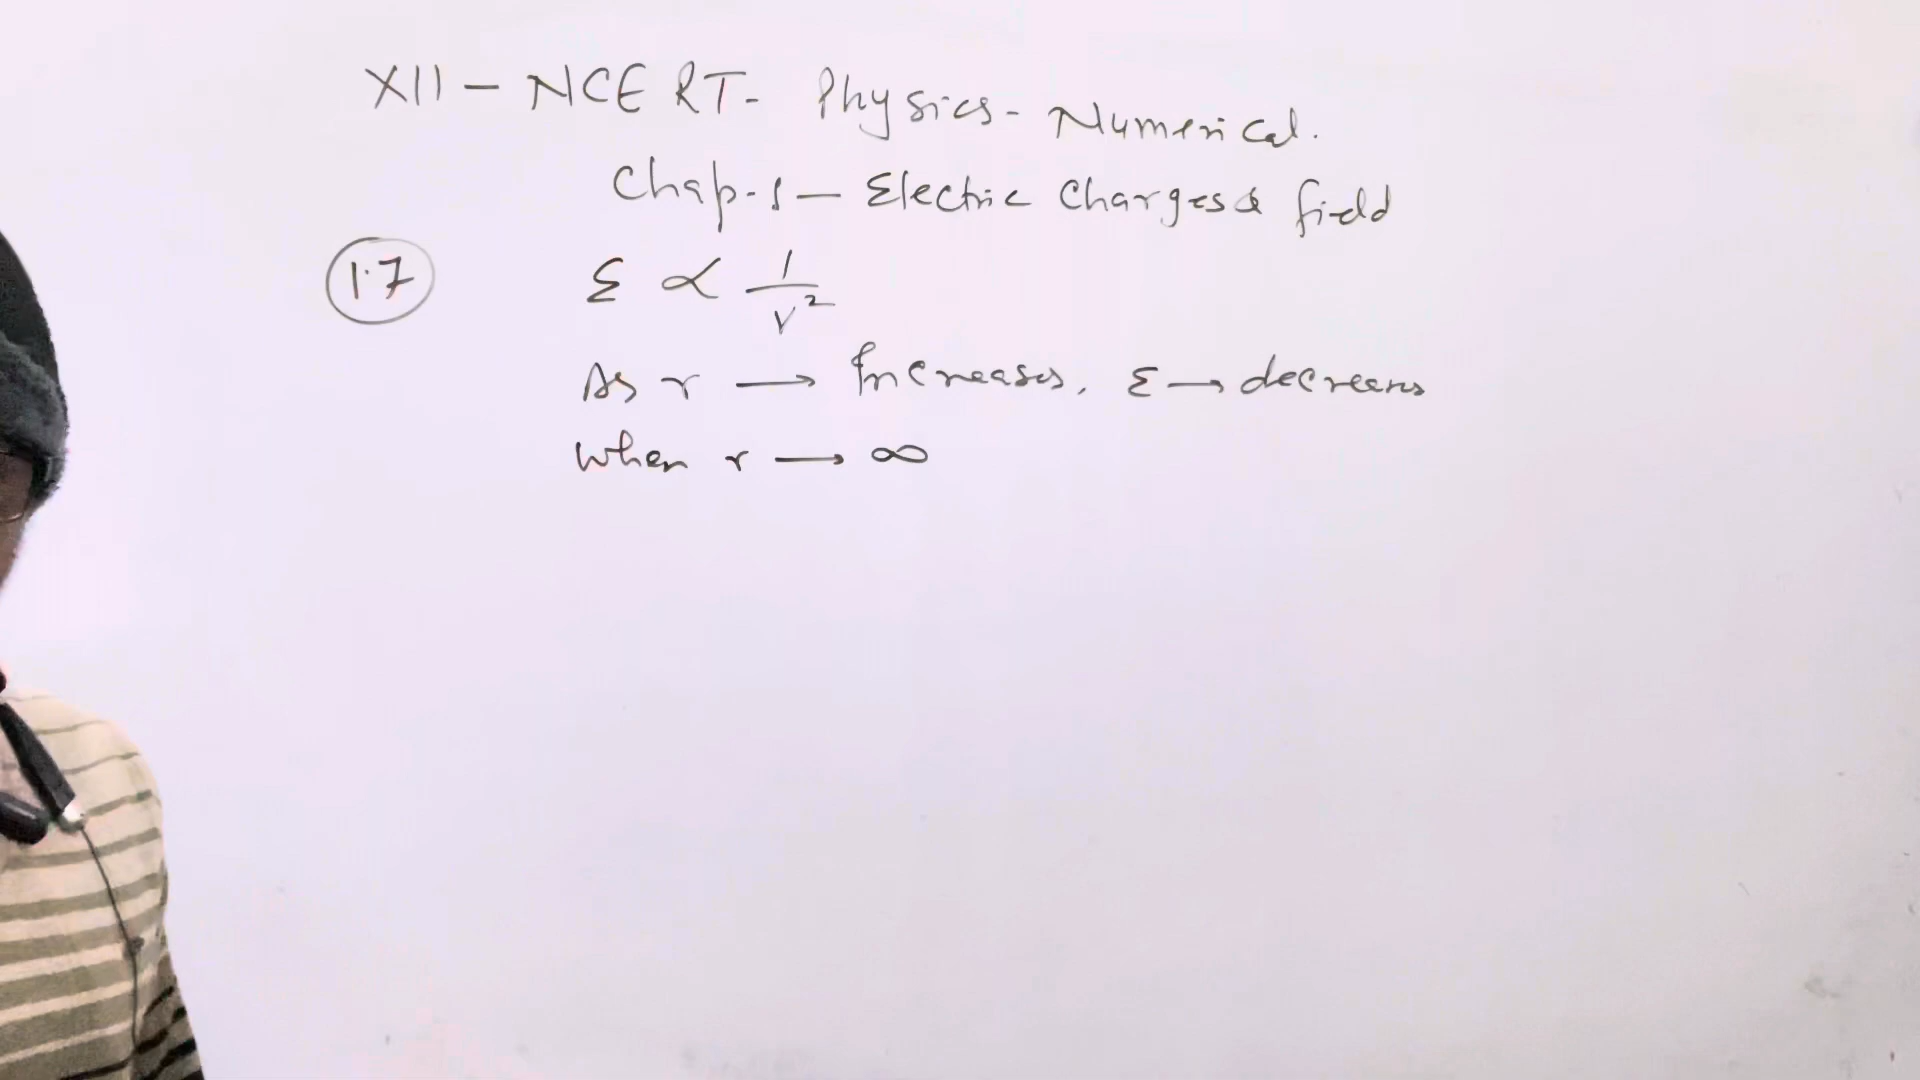 XII - NCERT - Physics - Numerical.
Chap-1 - Electric Charges & field
1.7 E ∝ 1/r²
As r → Increases, E → decreases
When r → ∞